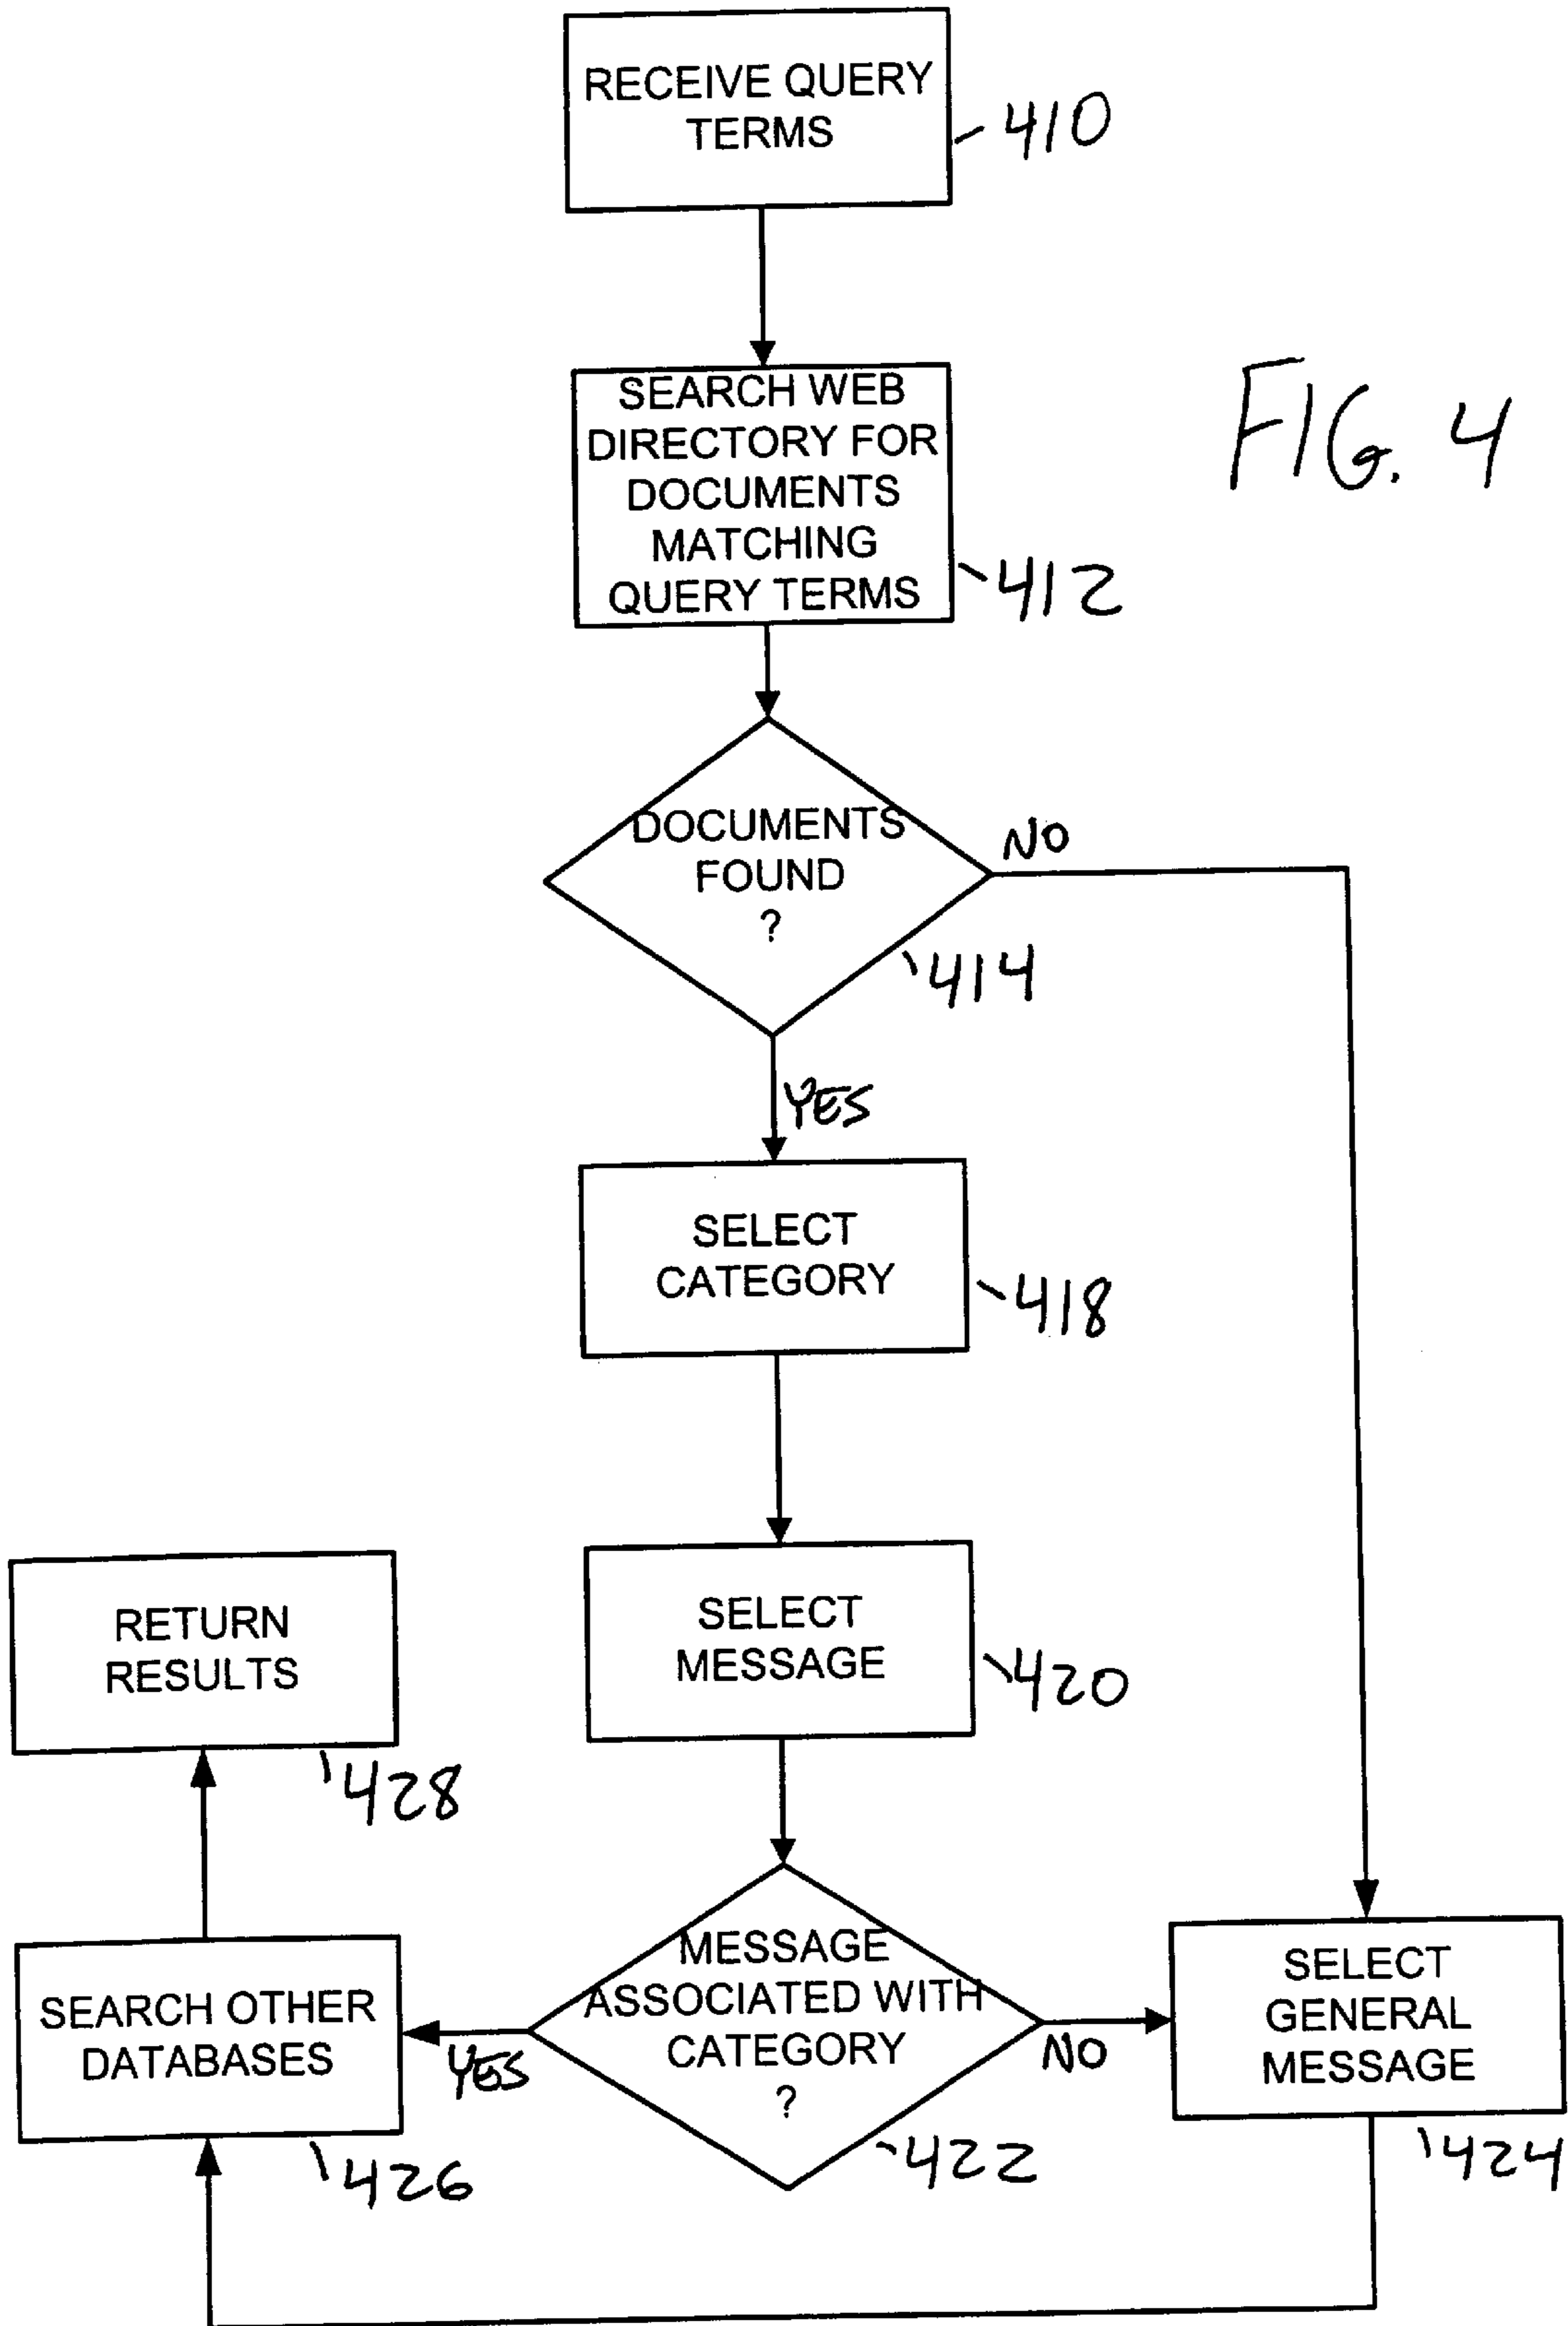 RECEIVE QUERY
TERMS
410
SEARCH WEB
DIRECTORY FOR
DOCUMENTS
MATCHING
QUERY TERMS
412
FIG. 4
DOCUMENTS
FOUND
?
NO
414
YES
SELECT
CATEGORY
418
SELECT
MESSAGE
420
RETURN
RESULTS
428
MESSAGE
ASSOCIATED WITH
CATEGORY
?
YES
NO
422
SEARCH OTHER
DATABASES
426
SELECT
GENERAL
MESSAGE
424